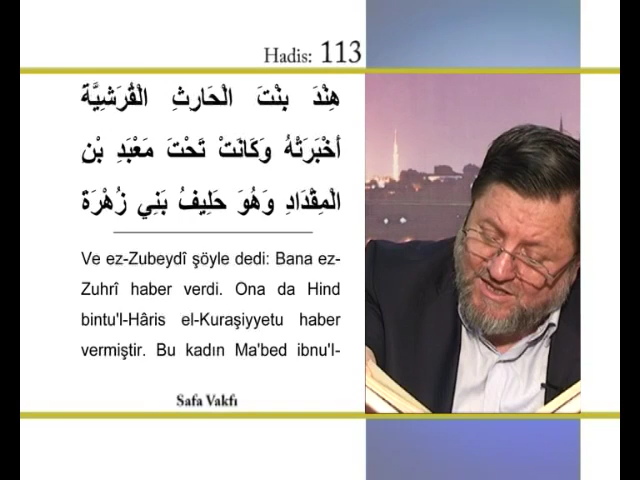 Hadis: 113
هِنْدَ بِنْتَ الْحَارِثِ الْقُرَشِيَّة
أَخْبَرَتْهُ وَكَانَتْ تَحْتَ مَعْبَدِ بْنِ
الْمِقْدَادِ وَهُوَ حَلِيفُ بَنِي زُهْرَة
Ve ez-Zubeydî şöyle dedi: Bana ez-
Zuhrî haber verdi. Ona da Hind
bintu'l-Hâris el-Kuraşiyyetu haber
vermiştir. Bu kadın Ma'bed ibnu'l-
Safa Vakfı